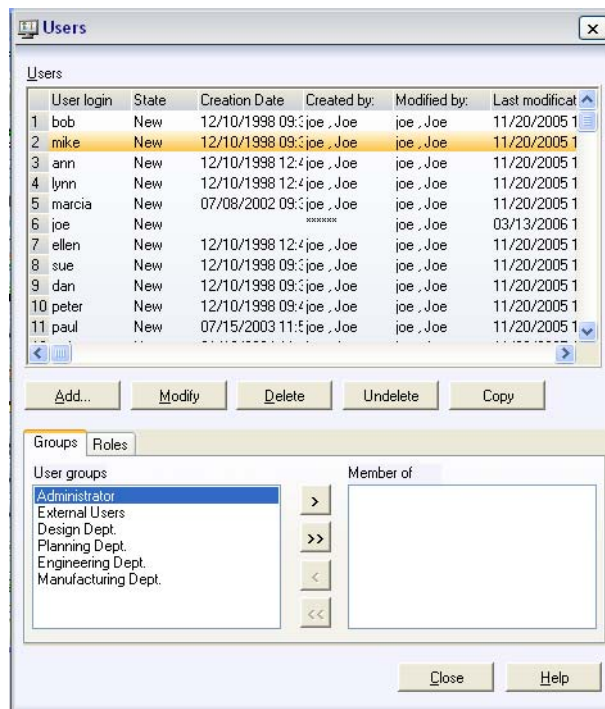 Users
Users
User login State Creation Date Created by: Modified by: Last modificat
1 bob New 12/10/1998 09:3 joe , Joe joe , Joe 11/20/2005 1
2 mike New 12/10/1998 09:3 joe , Joe joe , Joe 11/20/2005 1
3 ann New 12/10/1998 12:4 joe , Joe joe , Joe 11/20/2005 1
4 lynn New 12/10/1998 12:4 joe , Joe joe , Joe 11/20/2005 1
5 marcia New 07/08/2002 09:3 joe , Joe joe , Joe 11/20/2005 1
6 joe New ****** joe , Joe 03/13/2006 1
7 ellen New 12/10/1998 12:4 joe , Joe joe , Joe 11/20/2005 1
8 sue New 12/10/1998 09:3 joe , Joe joe , Joe 11/20/2005 1
9 dan New 12/10/1998 09:3 joe , Joe joe , Joe 11/20/2005 1
10 peter New 12/10/1998 09:4 joe , Joe joe , Joe 11/20/2005 1
11 paul New 07/15/2003 11:5 joe , Joe joe , Joe 11/20/2005 1
Add... Modify Delete Undelete Copy
Groups Roles
User groups Member of
Administrator
External Users
Design Dept.
Planning Dept.
Engineering Dept.
Manufacturing Dept.
>
>>
<
<<
Close Help